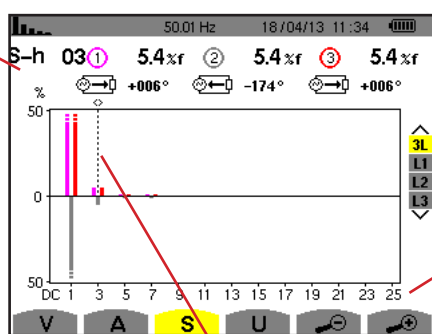 50.01 Hz 18/04/13 11:34
S-h 03 1 5.4 %f 2 5.4 %f 3 5.4 %f
+006° -174° +006°
%
50
0
50
3L
L1
L2
L3
DC 1 3 5 7 9 11 13 15 17 19 21 23 25
V A S U